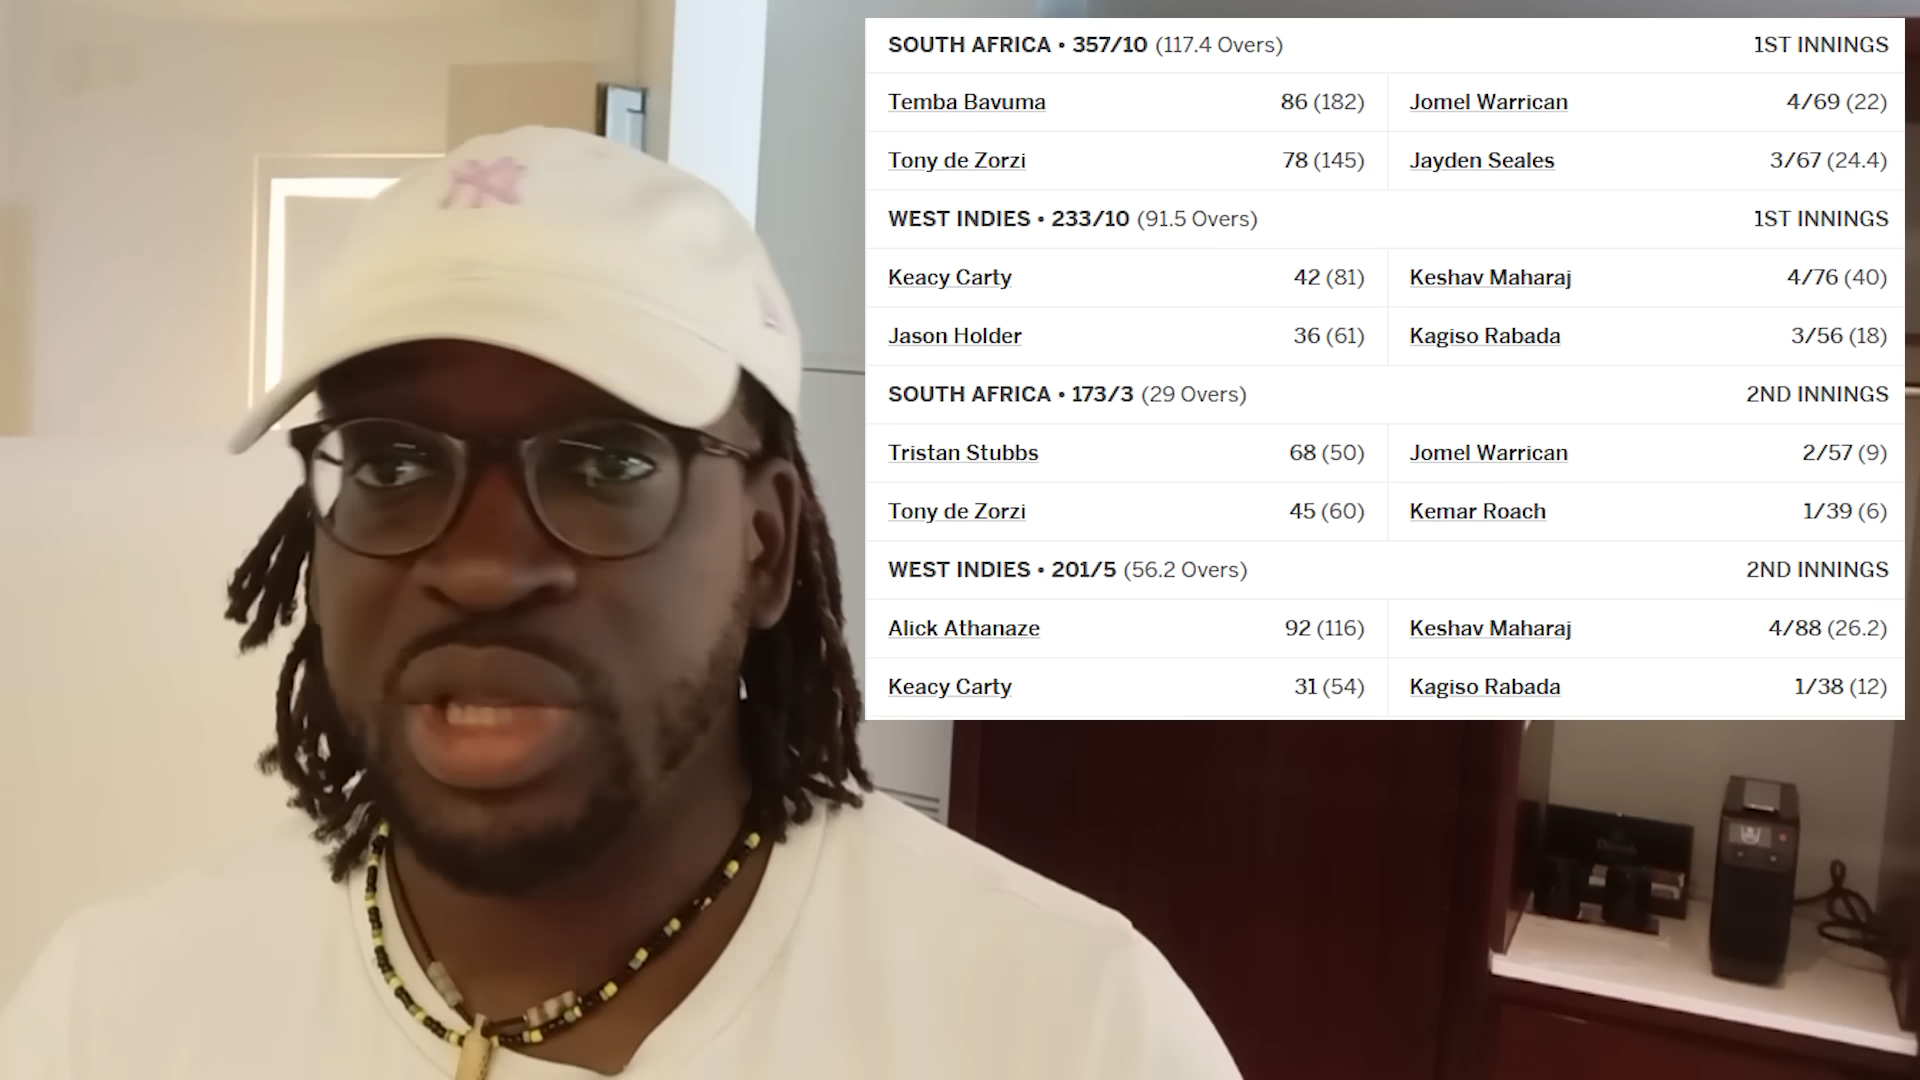 SOUTH AFRICA • 357/10 (117.4 Overs) 1ST INNINGS
Temba Bavuma 86 (182) Jomel Warrican 4/69 (22)
Tony de Zorzi 78 (145) Jayden Seales 3/67 (24.4)
WEST INDIES • 233/10 (91.5 Overs) 1ST INNINGS
Keacy Carty 42 (81) Keshav Maharaj 4/76 (40)
Jason Holder 36 (61) Kagiso Rabada 3/56 (18)
SOUTH AFRICA • 173/3 (29 Overs) 2ND INNINGS
Tristan Stubbs 68 (50) Jomel Warrican 2/57 (9)
Tony de Zorzi 45 (60) Kemar Roach 1/39 (6)
WEST INDIES • 201/5 (56.2 Overs) 2ND INNINGS
Alick Athanaze 92 (116) Keshav Maharaj 4/88 (26.2)
Keacy Carty 31 (54) Kagiso Rabada 1/38 (12)
NY